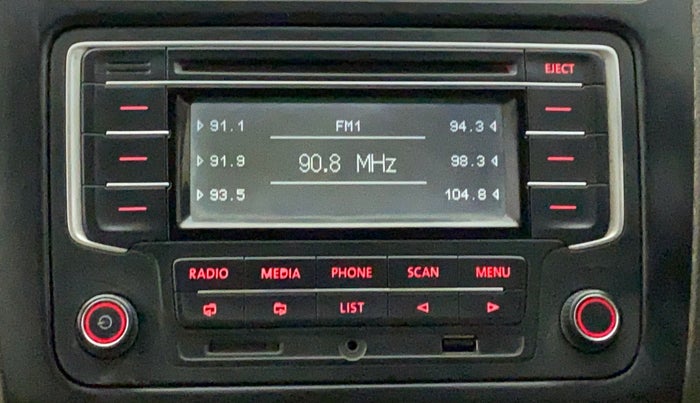 EJECT
91.1 FM1 94.3
91.9 90.8 MHz 98.3
93.5 104.8
RADIO MEDIA PHONE SCAN MENU
LIST